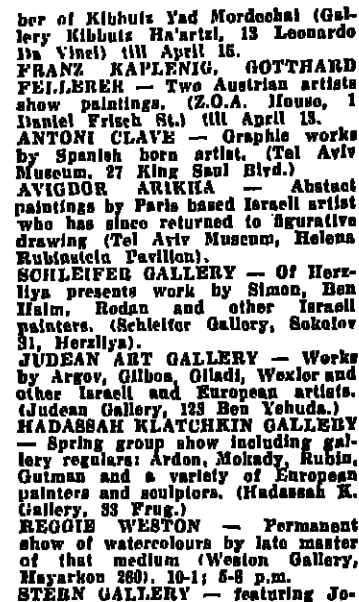 ber of Kibbutz Yad Mordechai (Gal-
lery Kibbutz Ha'artzi, 13 Leonardo
Da Vinci) till April 15.
FRANZ KAPLENIG, GOTTHARD
FELLERER — Two Austrian artists
show paintings. (Z.O.A. House, 1
Daniel Frisch St.) till April 13.
ANTONI CLAVE — Graphic works
by Spanish born artist. (Tel Aviv
Museum, 27 King Saul Blvd.)
AVIGDOR ARIKHA — Abstact
paintings by Paris based Israeli artist
who has since returned to figurative
drawing (Tel Aviv Museum, Helena
Rubinstein Pavilion).
SCHLEIFER GALLERY — Of Herz-
liya presents work by Simon, Ben
Haim, Rodan and other Israeli
painters. (Schleifer Gallery, Sokolov
31, Herzliya).
JUDEAN ART GALLERY — Works
by Argov, Gilboa, Giladi, Wexler and
other Israeli and European artists.
(Judean Gallery, 123 Ben Yehuda.)
HADASSAH KLATCHKIN GALLERY
— Spring group show including gal-
lery regulars: Ardon, Mokady, Rubin,
Gutman and a variety of European
painters and sculptors. (Hadassah K.
Gallery, 33 Frug.)
REGGIE WESTON — Permanent
show of watercolours by late master
of that medium (Weston Gallery,
Hayarkon 260). 10-1; 5-8 p.m.
STERN GALLERY — featuring Jo-